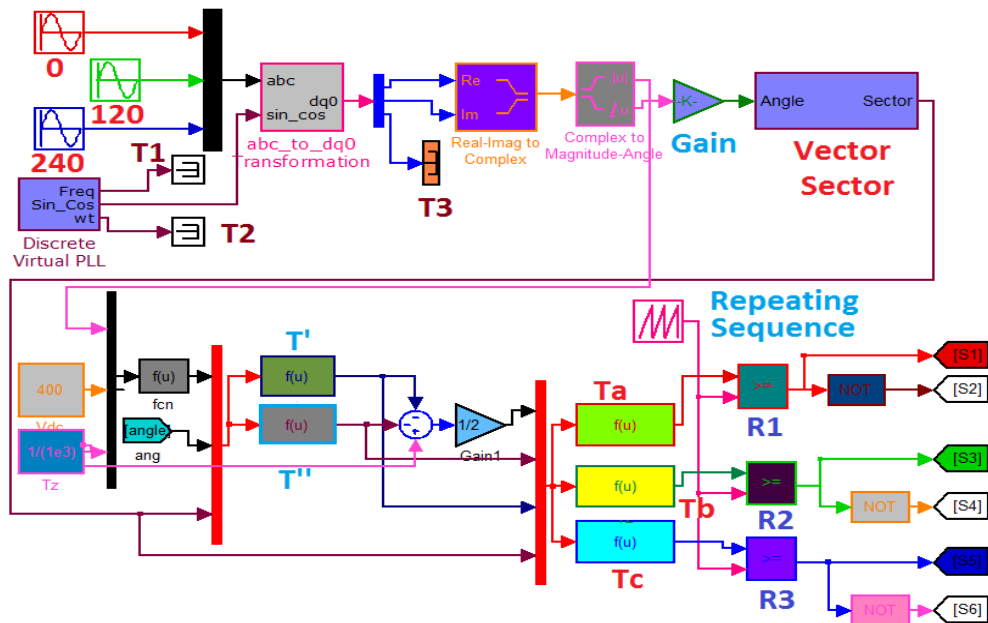 0
120
240
T1
T2
Freq
Sin_Cos
wt
Discrete
Virtual PLL
abc
dq0
sin_cos
abc_to_dq0
Transformation
T3
Re
Im
Real-Imag to
Complex
|u|
Complex to
Magnitude-Angle
-K-
Gain
Angle
Sector
Vector
Sector
Repeating
Sequence
400
Vdc
1/(1e3)
Tz
f(u)
fcn
[angle]
ang
T'
f(u)
f(u)
T''
1/2
Gain1
Ta
f(u)
f(u)
Tb
f(u)
Tc
>=
R1
>=
R2
>=
R3
NOT
NOT
NOT
[S1]
[S2]
[S3]
[S4]
[S5]
[S6]